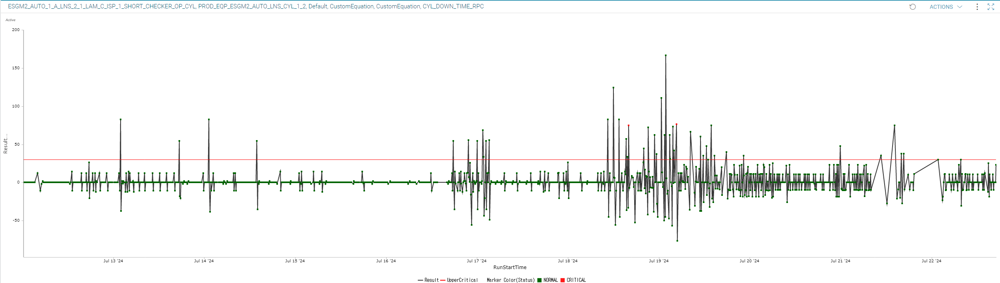 ESGM2_AUTO_1_A_LNS_2_1_LAM_C_ISP_1_SHORT_CHECKER_OP_CYL, PROD_EQP_ESGM2_AUTO_LNS_CYL_1_2, Default, CustomEquation, CustomEquation, CYL_DOWN_TIME_RPC
ACTIONS
Active
200
150
100
50
0
-50
Result...
Jul 13 '24 Jul 14 '24 Jul 15 '24 Jul 16 '24 Jul 17 '24 Jul 18 '24 Jul 19 '24 Jul 20 '24 Jul 21 '24 Jul 22 '24
RunStartTime
Result UpperCritical Marker Color(Status) NORMAL CRITICAL